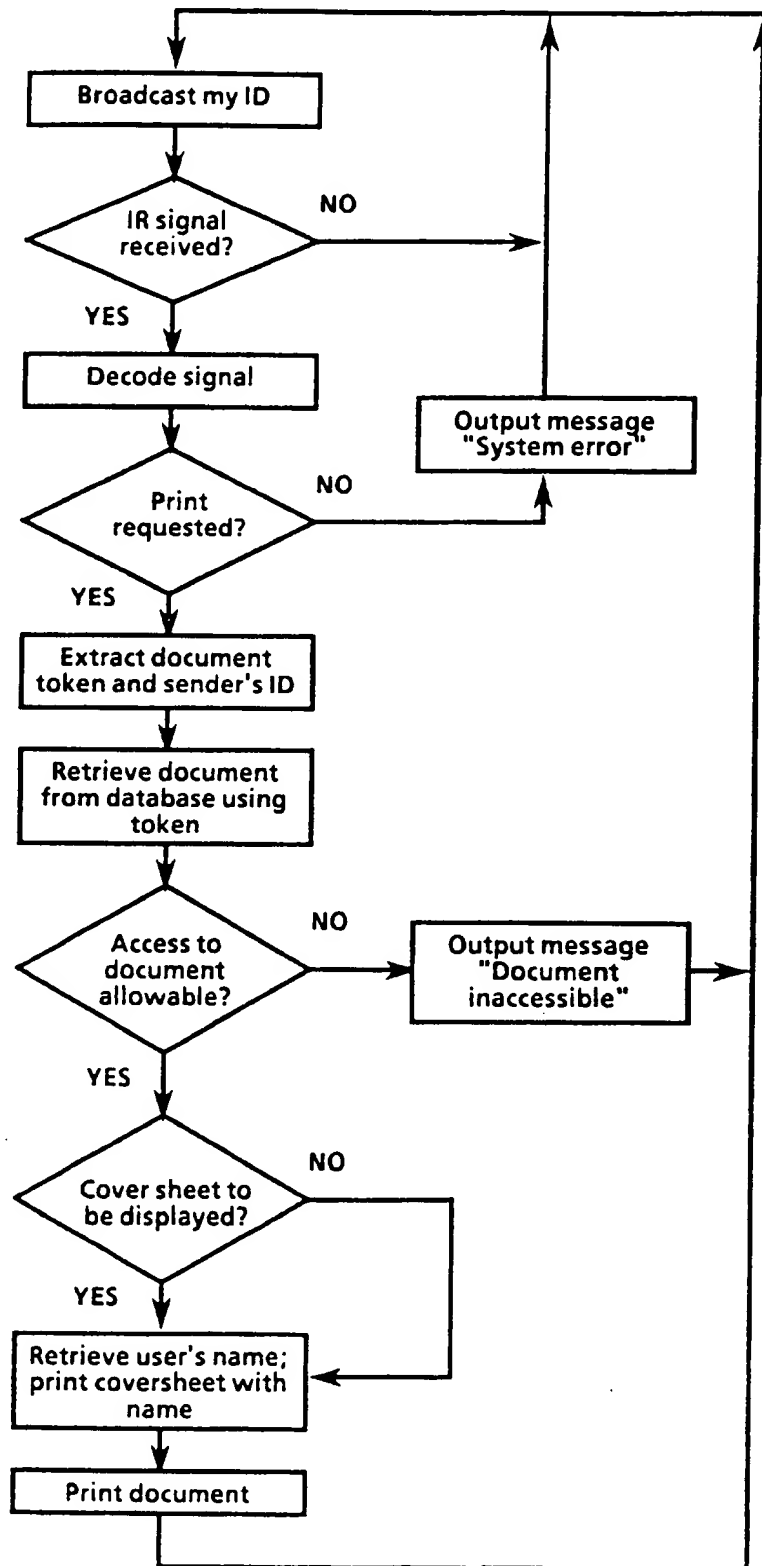 Broadcast my ID
IR signal
received?
NO
YES
Decode signal
Output message
"System error"
Print
requested?
NO
YES
Extract document
token and sender's ID
Retrieve document
from database using
token
Access to
document
allowable?
NO
Output message
"Document
inaccessible"
YES
Cover sheet to
be displayed?
NO
YES
Retrieve user's name;
print coversheet with
name
Print document